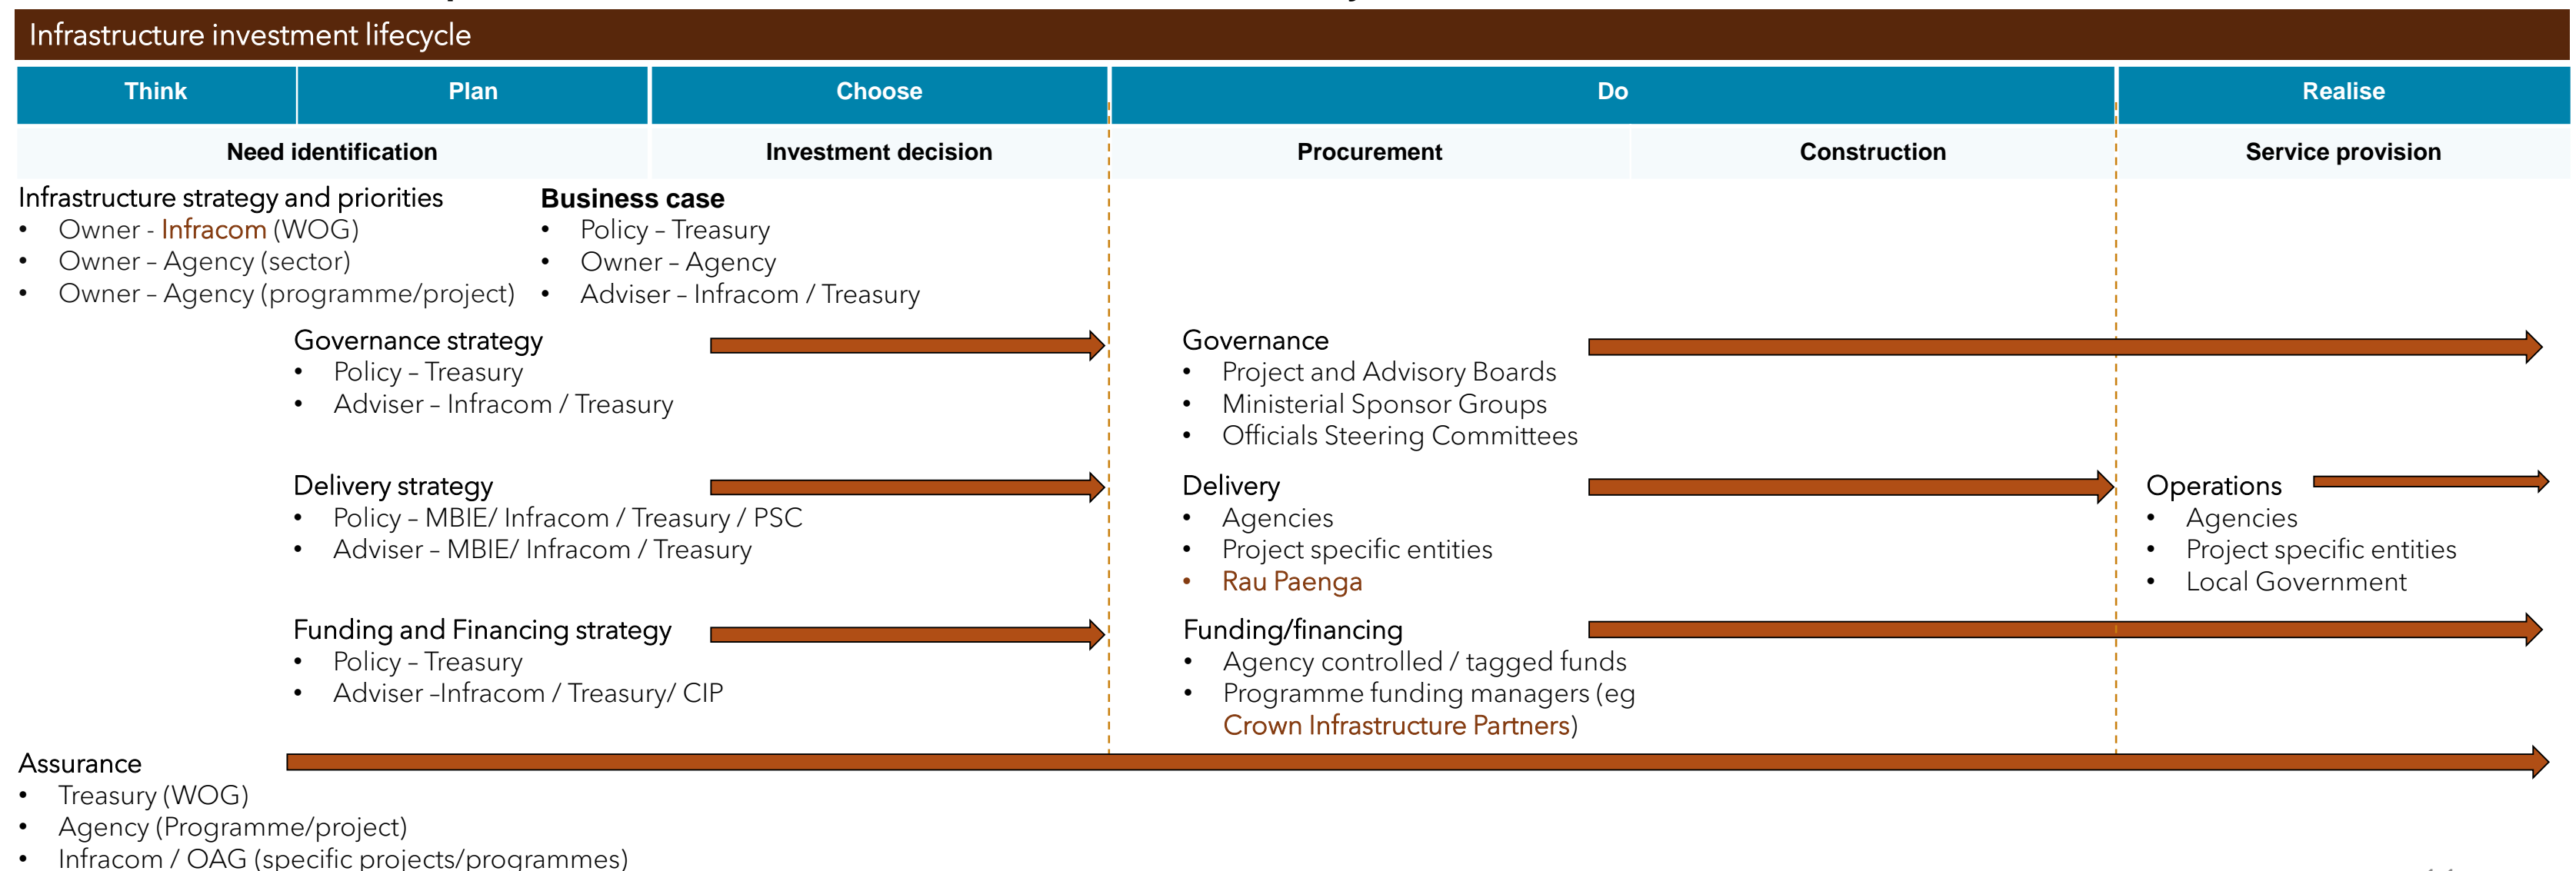 Infrastructure investment lifecycle
Think Plan Choose Do Realise
Need identification Investment decision Procurement Construction Service provision
Infrastructure strategy and priorities
• Owner - Infracom (WOG)
• Owner – Agency (sector)
• Owner – Agency (programme/project)
Business case
• Policy – Treasury
• Owner – Agency
• Adviser – Infracom / Treasury
Governance strategy
• Policy – Treasury
• Adviser – Infracom / Treasury
Governance
• Project and Advisory Boards
• Ministerial Sponsor Groups
• Officials Steering Committees
Delivery strategy
• Policy – MBIE/ Infracom / Treasury / PSC
• Adviser – MBIE/ Infracom / Treasury
Delivery
• Agencies
• Project specific entities
• Rau Paenga
Operations
• Agencies
• Project specific entities
• Local Government
Funding and Financing strategy
• Policy – Treasury
• Adviser –Infracom / Treasury/ CIP
Funding/financing
• Agency controlled / tagged funds
• Programme funding managers (eg
Crown Infrastructure Partners)
Assurance
• Treasury (WOG)
• Agency (Programme/project)
• Infracom / OAG (specific projects/programmes)